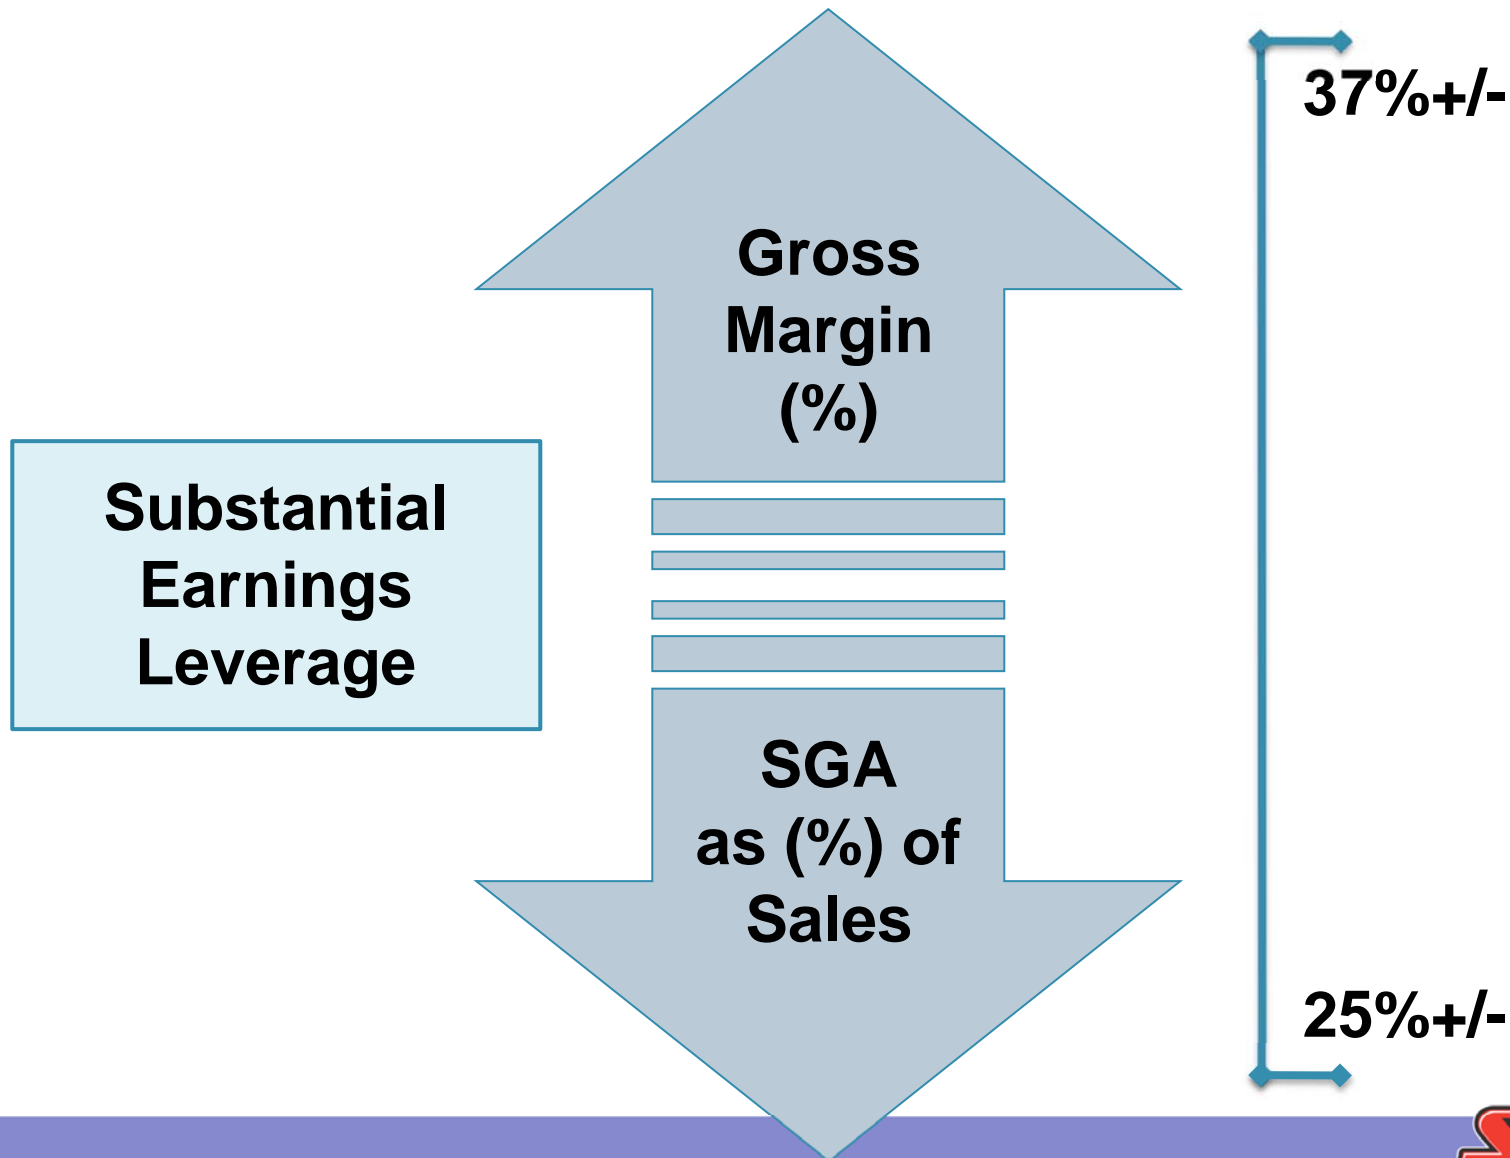 37%+/-
Gross
Margin
(%)
Substantial
Earnings
Leverage
SGA
as (%) of
Sales
25%+/-